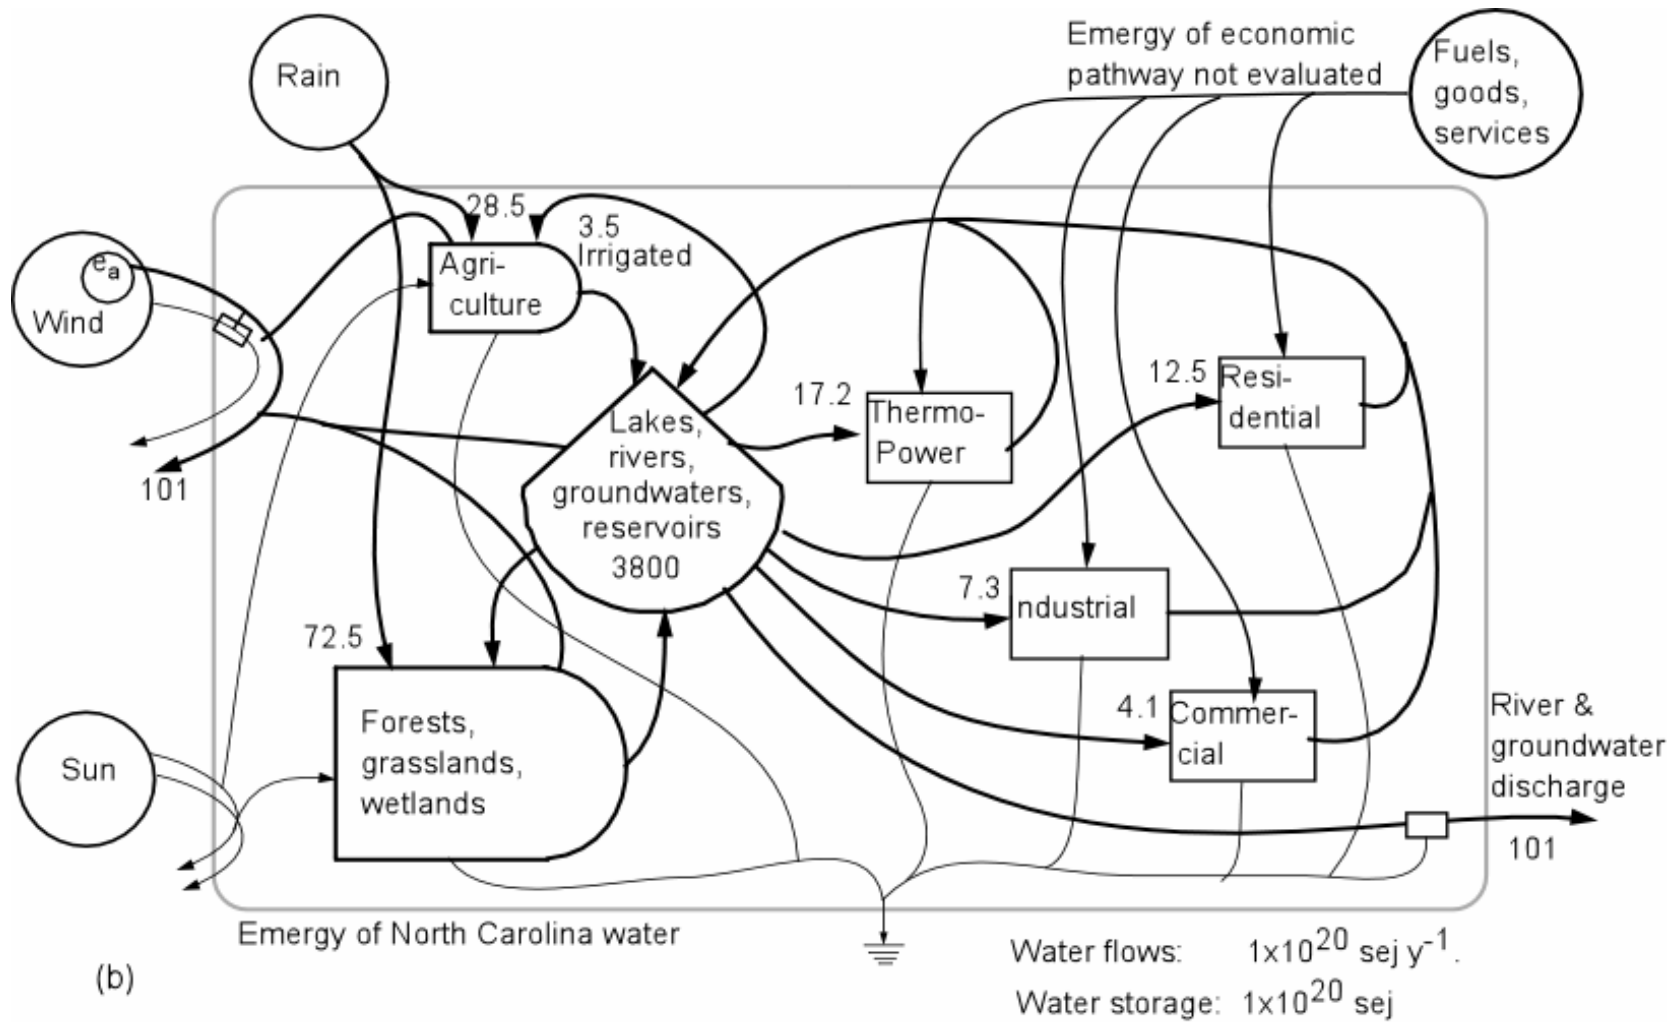 Rain
Emergy of economic
pathway not evaluated
Fuels,
goods,
services
28.5
3.5
Irrigated
Agri-
culture
ea
Wind
101
Lakes,
rivers,
groundwaters,
reservoirs
3800
17.2
Thermo-
Power
12.5
Resi-
dential
7.3
ndustrial
72.5
Forests,
grasslands,
wetlands
4.1
Commer-
cial
Sun
River &
groundwater
discharge
101
Emergy of North Carolina water
(b)
Water flows: 1x10^20 sej y^-1.
Water storage: 1x10^20 sej